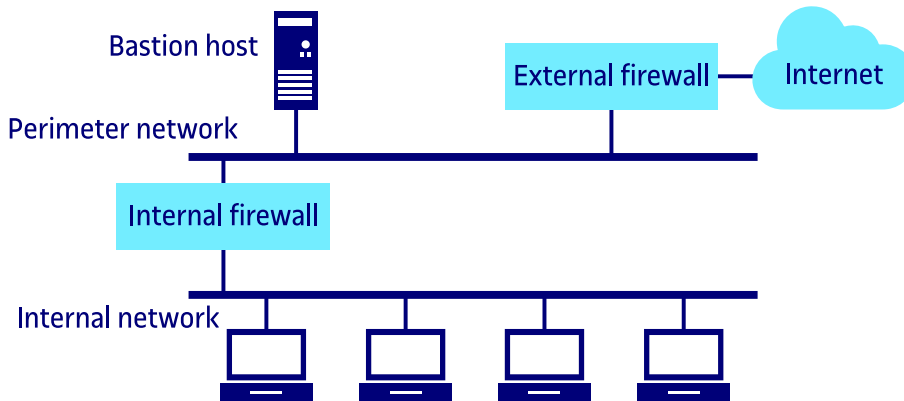 Bastion host
External firewall
Internet
Perimeter network
Internal firewall
Internal network